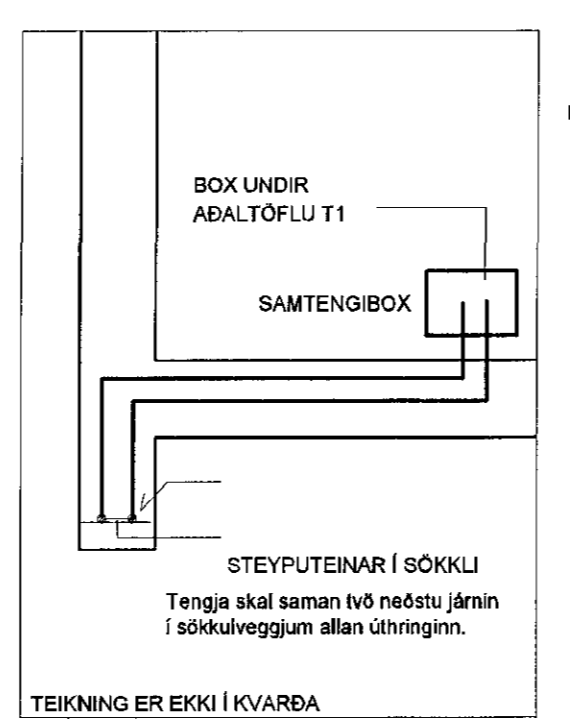 BOX UNDIR
AÐALTÖFLU T1
SAMTENGIBOX
STEYPUTEINAR Í SÖKKLI
Tengja skal saman tvö neðstu járnin
í sökkulveggjum allan úthringinn.
TEIKNING ER EKKI Í KVARÐA